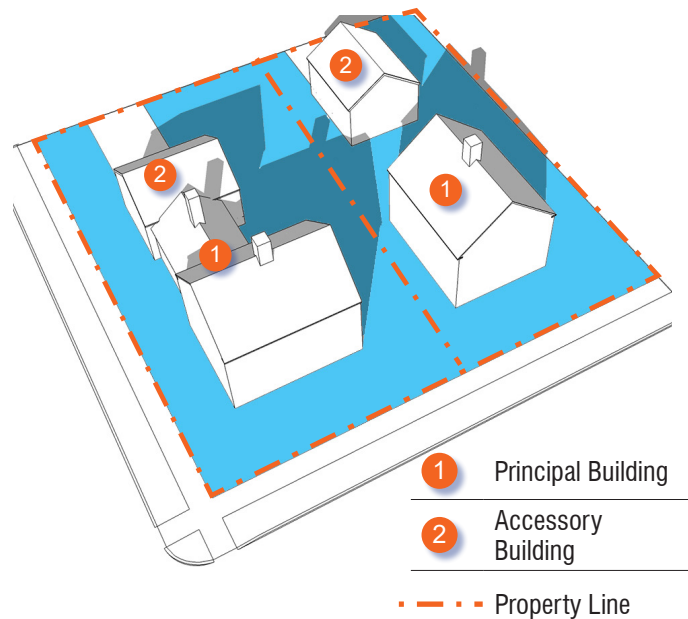 2
2
1
1
1 Principal Building
2 Accessory
Building
Property Line